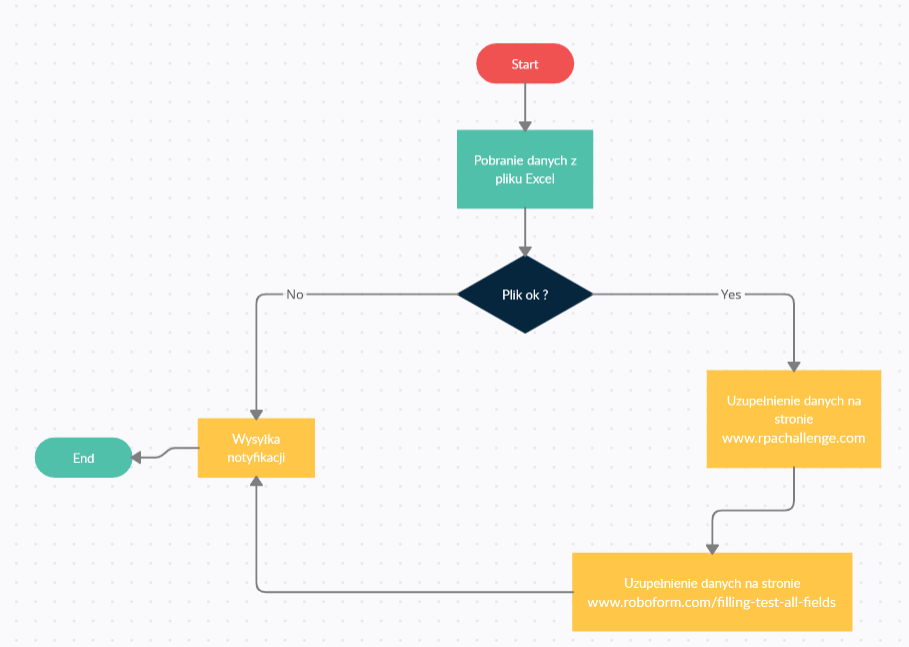 Start
Pobranie danych z
pliku Excel
Plik ok ?
No
Yes
Uzupełnienie danych na
stronie
www.rpachallenge.com
Wysyłka
notyfikacji
End
Uzupełnienie danych na stronie
www.roboform.com/filling-test-all-fields